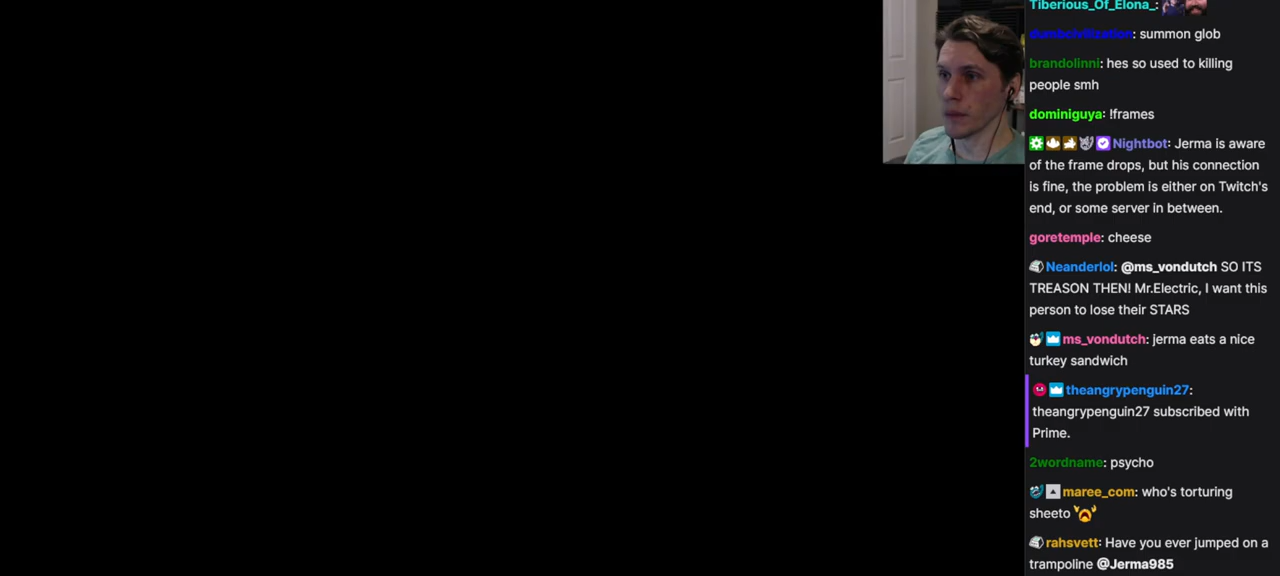 Tiberious_Of_Elona_:
dumbcivilization: summon glob
brandolinni: hes so used to killing
people smh
dominiguya: !frames
Nightbot: Jerma is aware
of the frame drops, but his connection
is fine, the problem is either on Twitch's
end, or some server in between.
goretemple: cheese
Neanderlol: @ms_vondutch SO ITS
TREASON THEN! Mr.Electric, I want this
person to lose their STARS
ms_vondutch: jerma eats a nice
turkey sandwich
theangrypenguin27:
theangrypenguin27 subscribed with
Prime.
2wordname: psycho
maree_com: who's torturing
sheeto
rahsvett: Have you ever jumped on a
trampoline @Jerma985